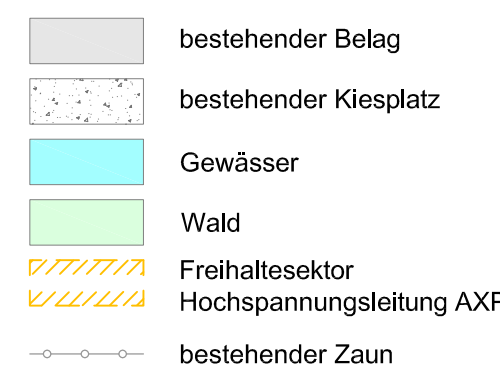 bestehender Belag
bestehender Kiesplatz
Gewässer
Wald
Freihaltesektor
Hochspannungsleitung AXP
bestehender Zaun